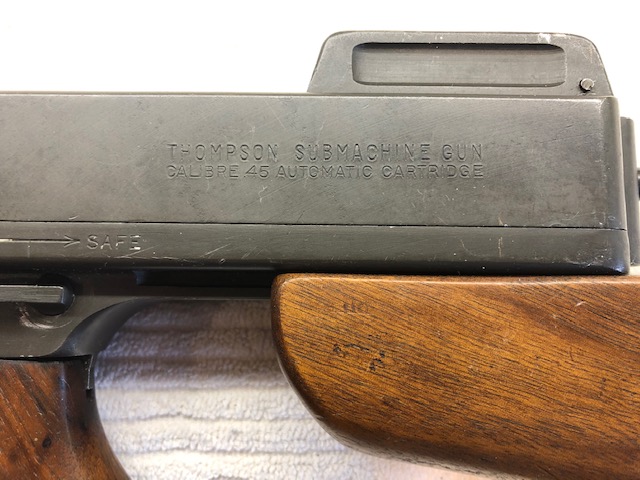 THOMPSON SUBMACHINE GUN
CALIBRE .45 AUTOMATIC CARTRIDGE
SAFE